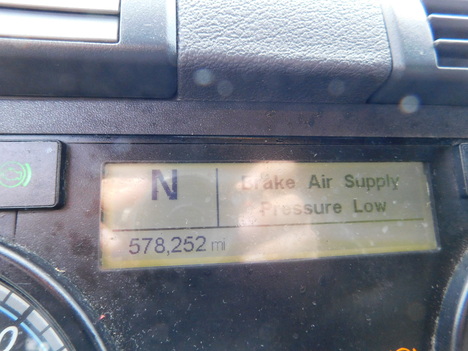 N
Brake Air Supply
Pressure Low
578,252 mi